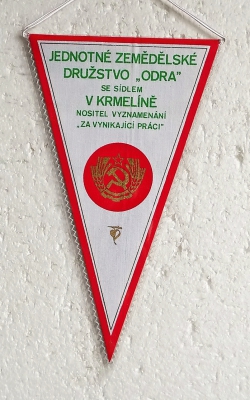 JEDNOTNÉ ZEMĚDĚLSKÉ
DRUŽSTVO „ODRA"
SE SÍDLEM
V KRMELÍNĚ
NOSITEL VYZNAMENÁNÍ
„ZA VYNIKAJÍCÍ PRÁCI"